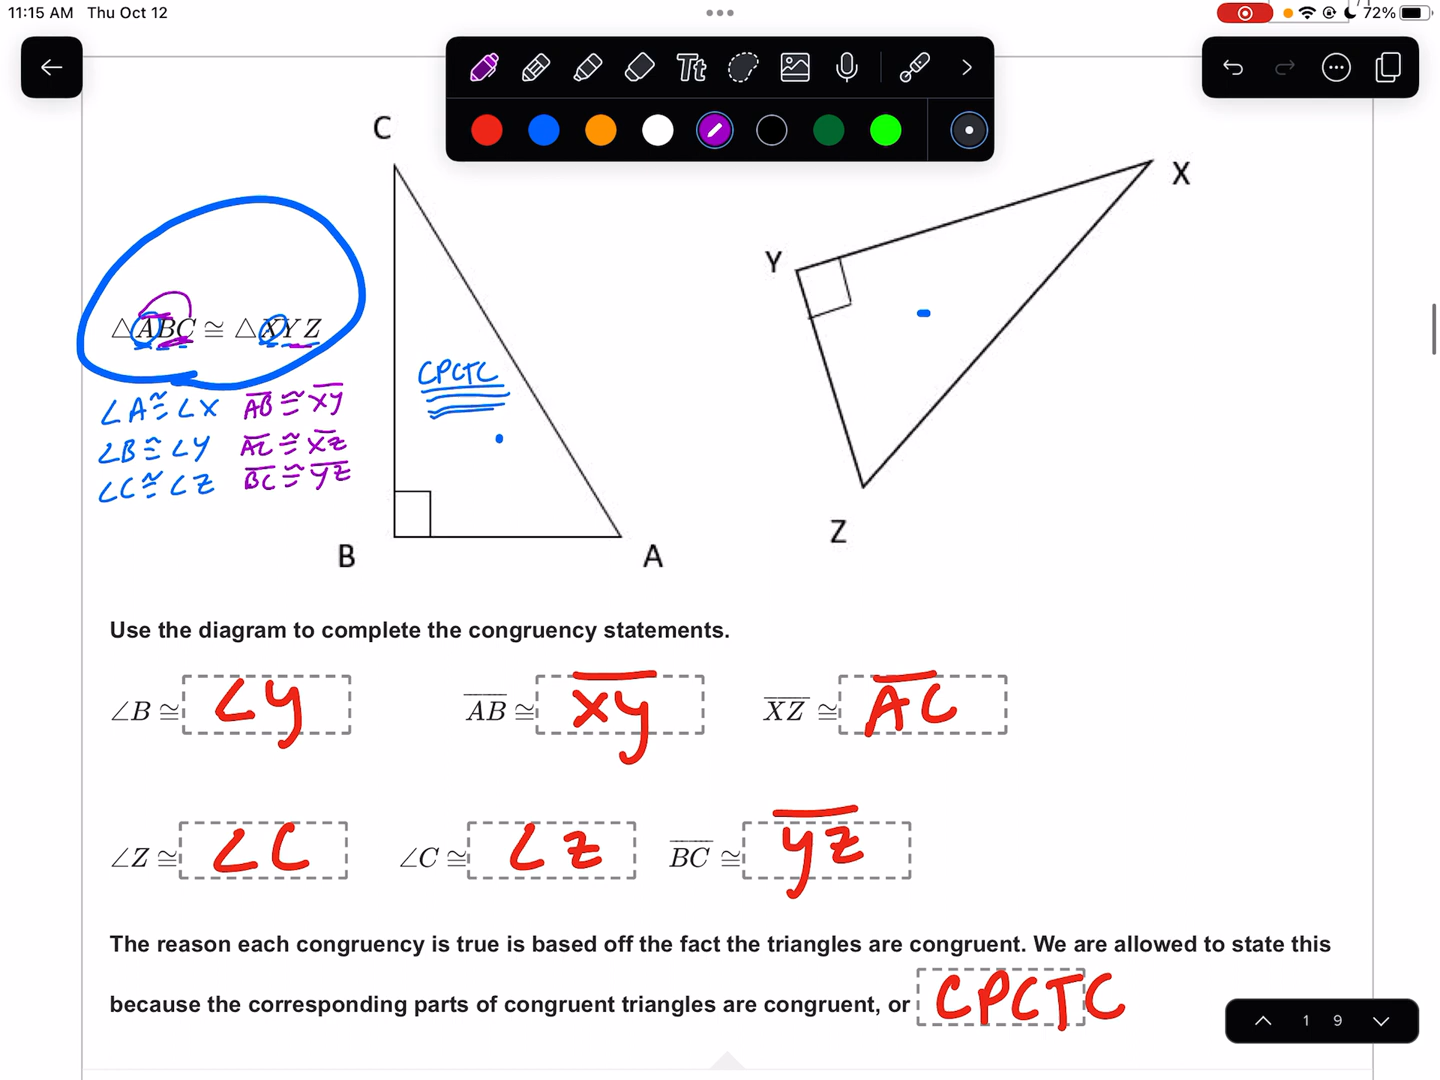 11:15 AM Thu Oct 12
72%
Tt
C
X
Y
△ABC ≅ △XYZ
CPCTC
∠A ≅ ∠X AB ≅ XY
∠B ≅ ∠Y AC ≅ XZ
∠C ≅ ∠Z BC ≅ YZ
Z
B
A
Use the diagram to complete the congruency statements.
∠B ≅ ∠Y AB ≅ XY XZ ≅ AC
∠Z ≅ ∠C ∠C ≅ ∠Z BC ≅ YZ
The reason each congruency is true is based off the fact the triangles are congruent. We are allowed to state this
because the corresponding parts of congruent triangles are congruent, or CPCTC
1 9